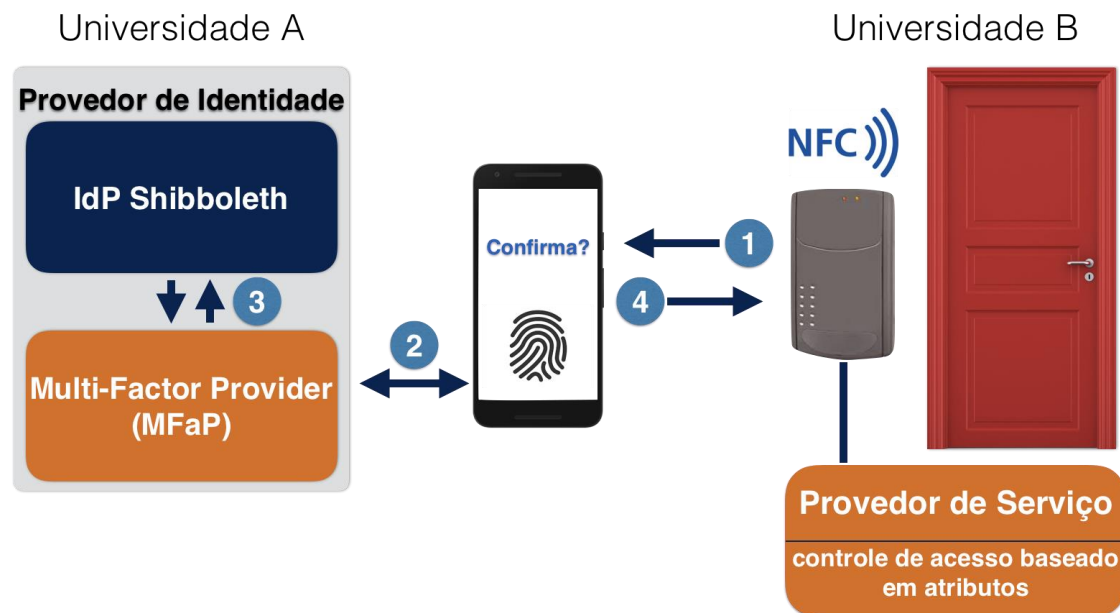 Universidade A
Universidade B
Provedor de Identidade
IdP Shibboleth
NFC
Confirma?
1
4
3
2
Multi-Factor Provider
(MFaP)
Provedor de Serviço
controle de acesso baseado
em atributos